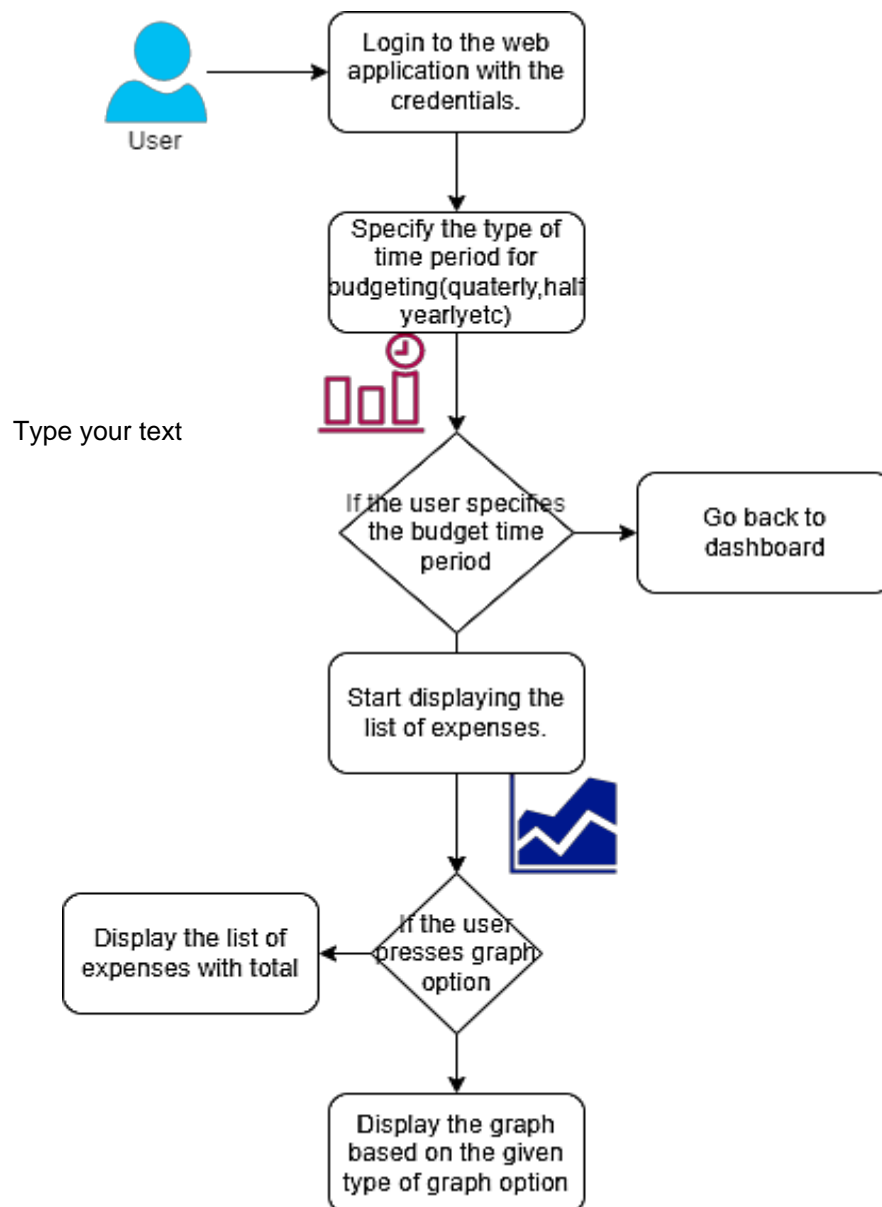 Login to the web
application with the
credentials.
User
Specify the type of
time period for
budgeting(quaterly,half
yearlyetc)
Type your text
If the user specifies
the budget time
period
Go back to
dashboard
Start displaying the
list of expenses.
If the user
presses graph
option
Display the list of
expenses with total
Display the graph
based on the given
type of graph option